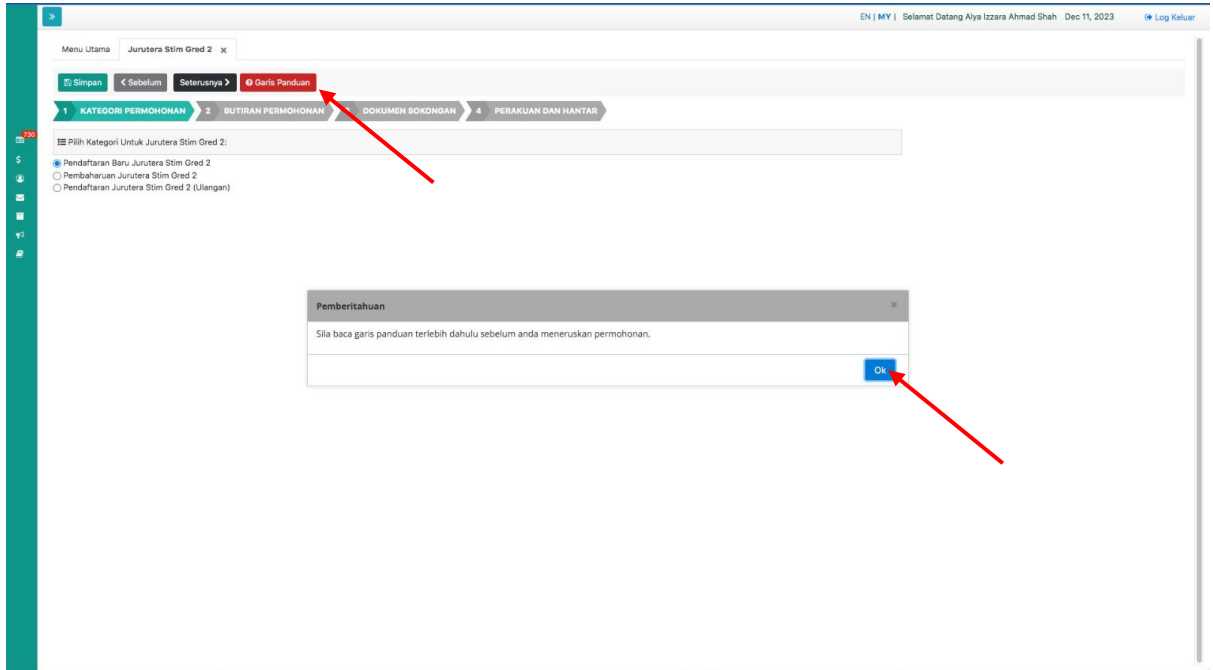 EN | MY | Selamat Datang Alya Izzara Ahmad Shah Dec 11, 2023 Log Keluar
Menu Utama Jurutera Stim Gred 2 x
Simpan Sebelum Seterusnya Garis Panduan
1 KATEGORI PERMOHONAN 2 BUTIRAN PERMOHONAN DOKUMEN SOKONGAN 4 PERAKUAN DAN HANTAR
730
Pilih Kategori Untuk Jurutera Stim Gred 2:
Pendaftaran Baru Jurutera Stim Gred 2
Pembaharuan Jurutera Stim Gred 2
Pendaftaran Jurutera Stim Gred 2 (Ulangan)
Pemberitahuan ×
Sila baca garis panduan terlebih dahulu sebelum anda meneruskan permohonan.
Ok